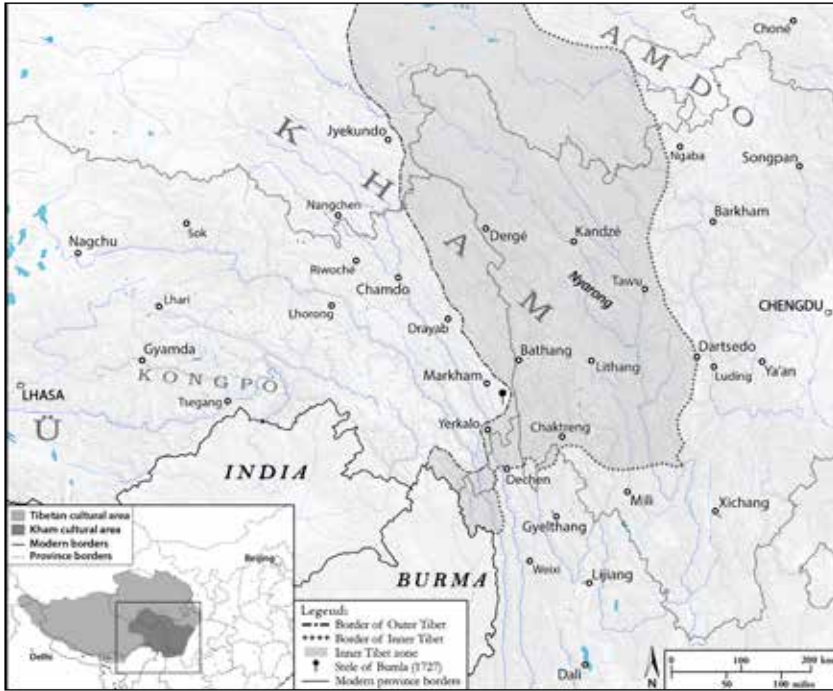 Choné
AMDO
Jyekundo
Ngaba
Songpan
KHAM
Nangchen
Barkham
Sok
Dergé
Kandzé
Nagchu
Riwoché
Chamdo
Nyarong
Tawu
Lhari
Lhorong
CHENGDU
Drayab
Gyamda
Bathang
Lithang
Dartsedo
Luding
Ya'an
KONGPO
LHASA
Markham
Tsegang
Ü
Yerkalo
Chaktreng
INDIA
Dechen
Mili
Xichang
Gyelthang
Tibetan cultural area
Kham cultural area
Modern borders
Province borders
Beijing
Weixi
Lijiang
BURMA
Legend:
Border of Outer Tibet
Border of Inner Tibet
Inner Tibet zone
Stele of Bumla (1727)
Modern province borders
Delhi
Dali
N
0 100 200 km
0 50 100 miles